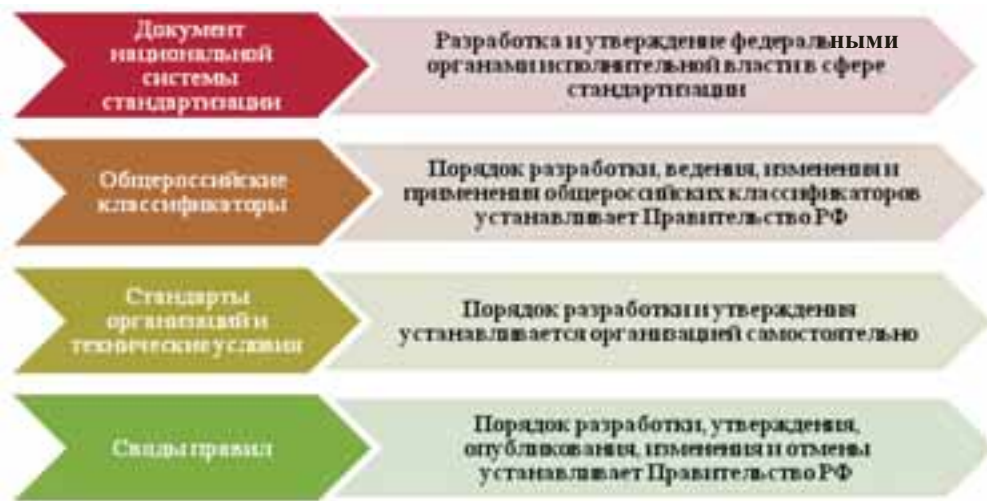 Документ
национальной
системы
стандартизации
Разработка и утверждение федеральными
органами исполнительной власти в сфере
стандартизации
Общероссийские
классификаторы
Порядок разработки, ведения, изменения и
применения общероссийских классификаторов
устанавливает Правительство РФ
Стандарты
организаций и
технические условия
Порядок разработки и утверждения
устанавливается организацией самостоятельно
Своды правил
Порядок разработки, утверждения,
опубликования, изменения и отмены
устанавливает Правительство РФ